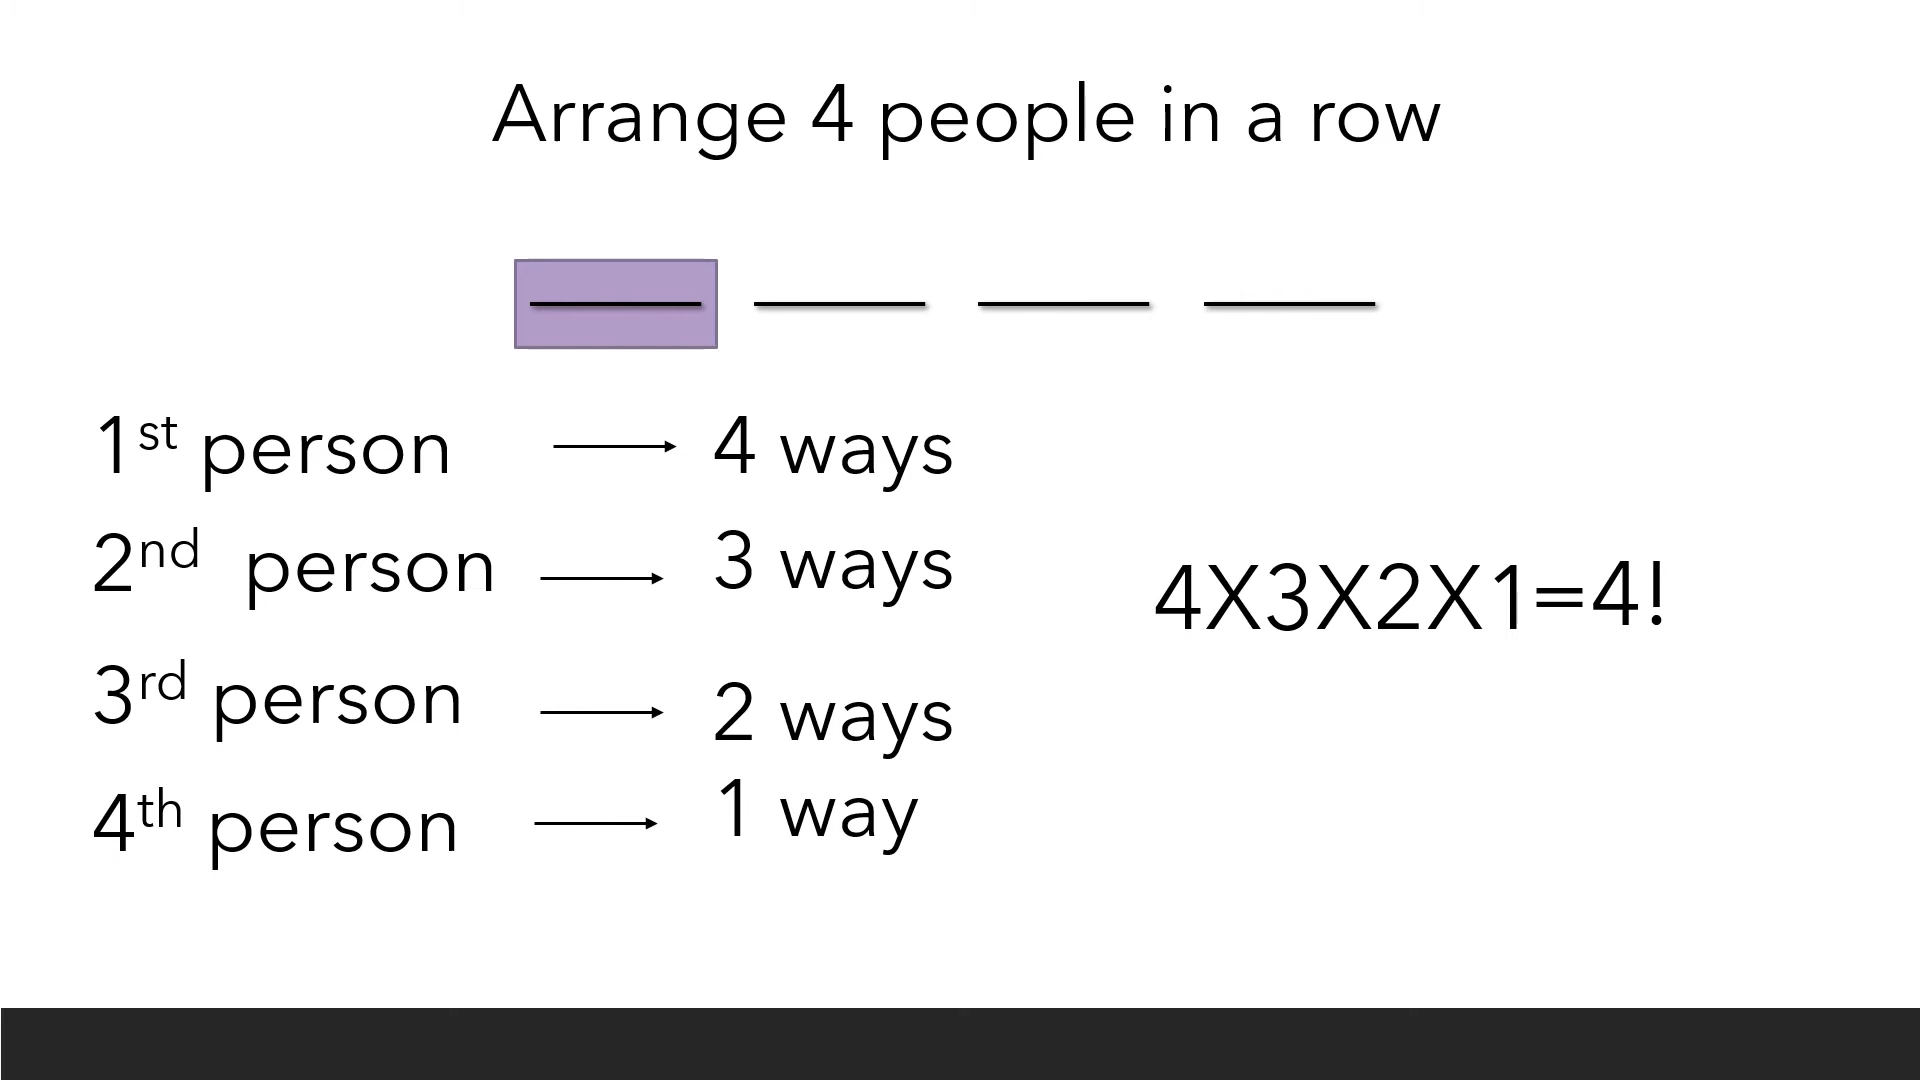 Arrange 4 people in a row
1st person 4 ways
2nd person 3 ways
4X3X2X1=4!
3rd person 2 ways
4th person 1 way